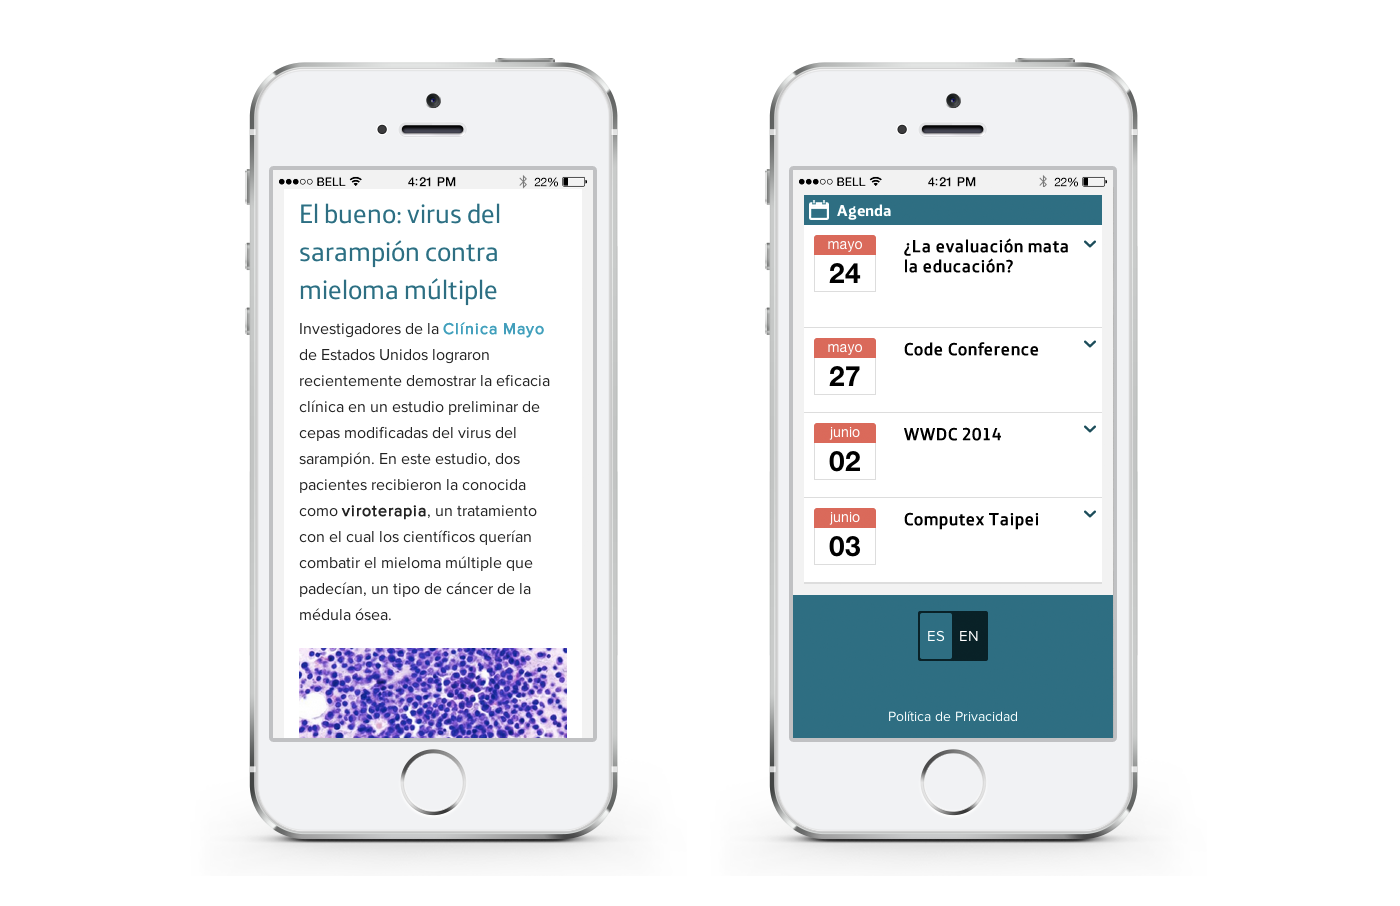 BELL 4:21 PM 22%
El bueno: virus del
sarampión contra
mieloma múltiple
Investigadores de la Clínica Mayo
de Estados Unidos lograron
recientemente demostrar la eficacia
clínica en un estudio preliminar de
cepas modificadas del virus del
sarampión. En este estudio, dos
pacientes recibieron la conocida
como viroterapia, un tratamiento
con el cual los científicos querían
combatir el mieloma múltiple que
padecían, un tipo de cáncer de la
médula ósea.
BELL 4:21 PM 22%
Agenda
mayo
24
¿La evaluación mata
la educación?
mayo
27
Code Conference
junio
02
WWDC 2014
junio
03
Computex Taipei
ES EN
Política de Privacidad